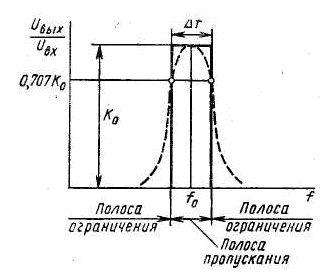 Uвых
Uвх
Δf
0,707K₀
K₀
f₀
f
Полоса
ограничения
Полоса
ограничения
Полоса
пропускания